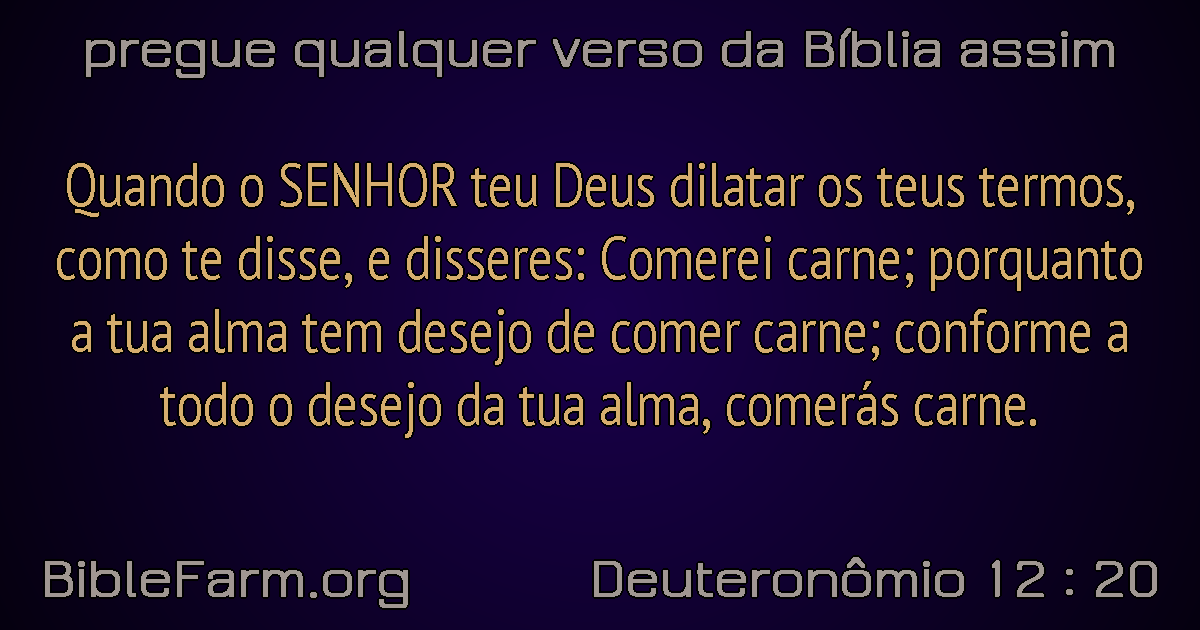 pregue qualquer verso da Bíblia assim
Quando o SENHOR teu Deus dilatar os teus termos,
como te disse, e disseres: Comerei carne; porquanto
a tua alma tem desejo de comer carne; conforme a
todo o desejo da tua alma, comerás carne.
BibleFarm.org
Deuteronômio 12 : 20